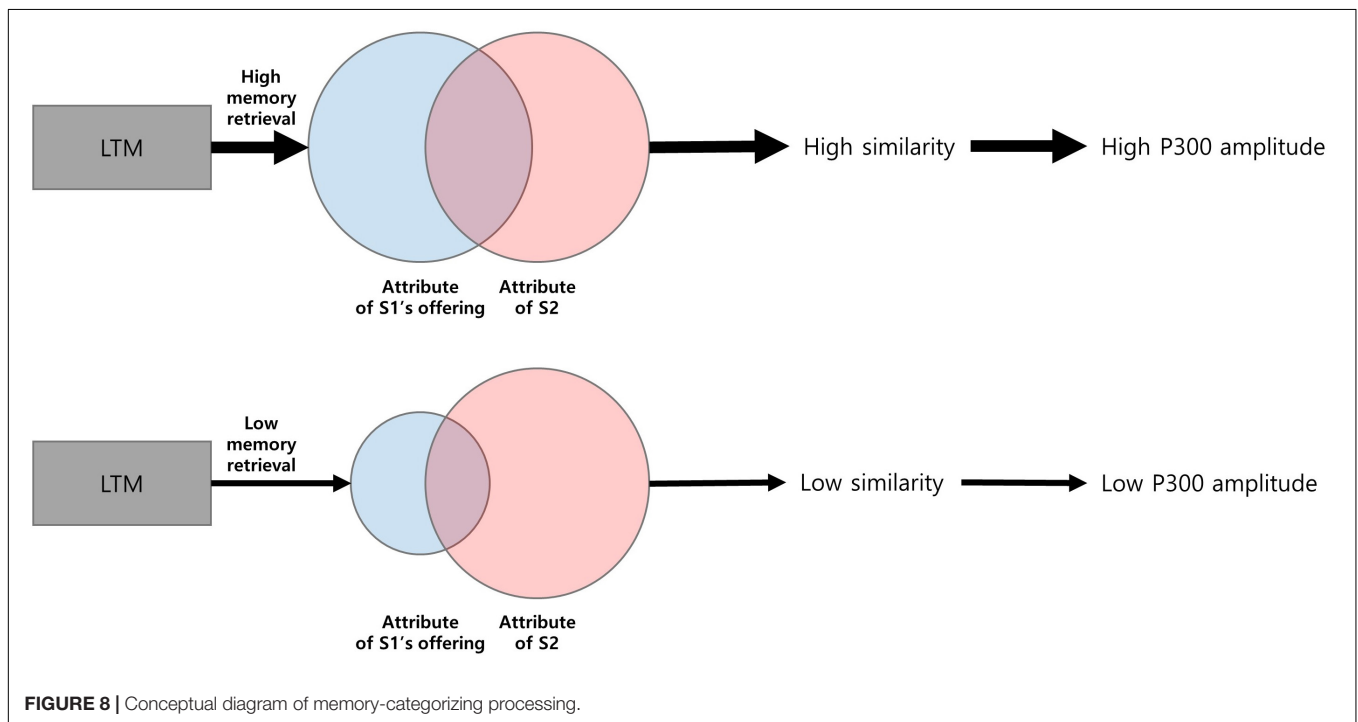 High
memory
retrieval
LTM
High similarity
High P300 amplitude
Attribute
of S1's offering
Attribute
of S2
Low
memory
retrieval
LTM
Low similarity
Low P300 amplitude
Attribute
of S1's offering
Attribute
of S2
FIGURE 8 | Conceptual diagram of memory-categorizing processing.